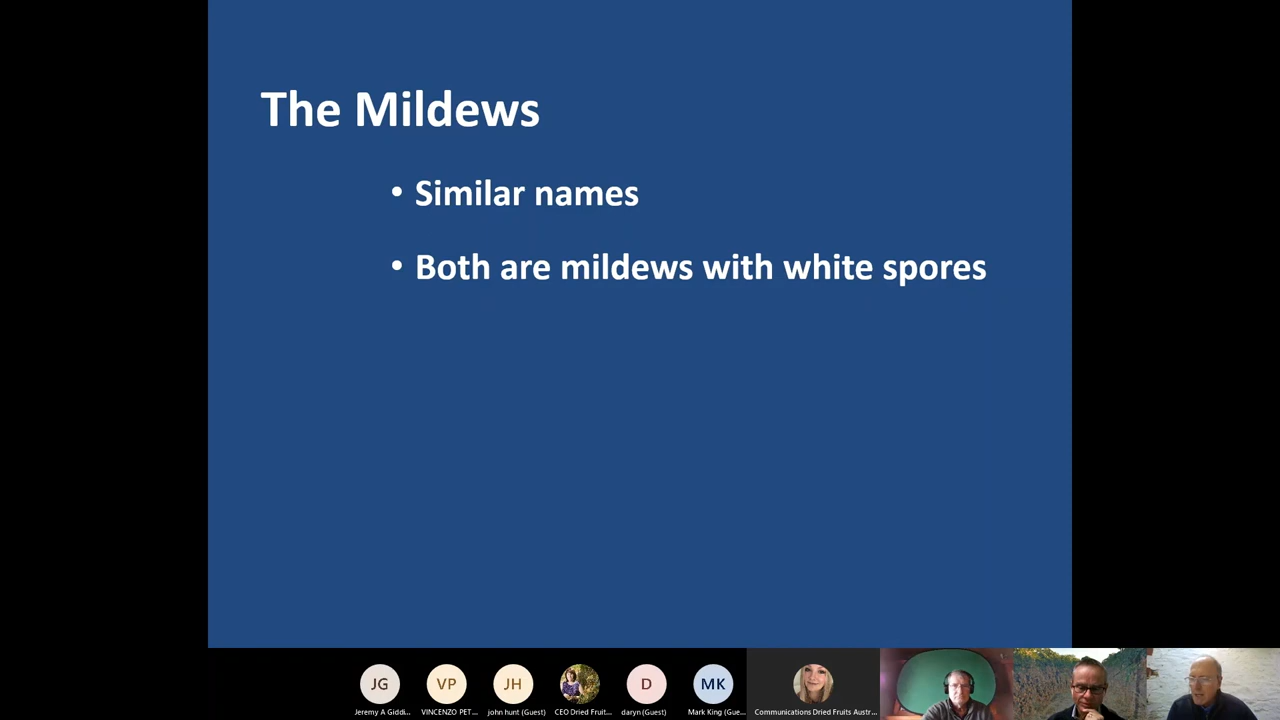 The Mildews
• Similar names
• Both are mildews with white spores
JG
VP
JH
D
MK
Jeremy A Giddi...
VINCENZO PET...
john hunt (Guest)
CEO Dried Fruit...
daryn (Guest)
Mark King (Gue...
Communications Dried Fruits Austr...